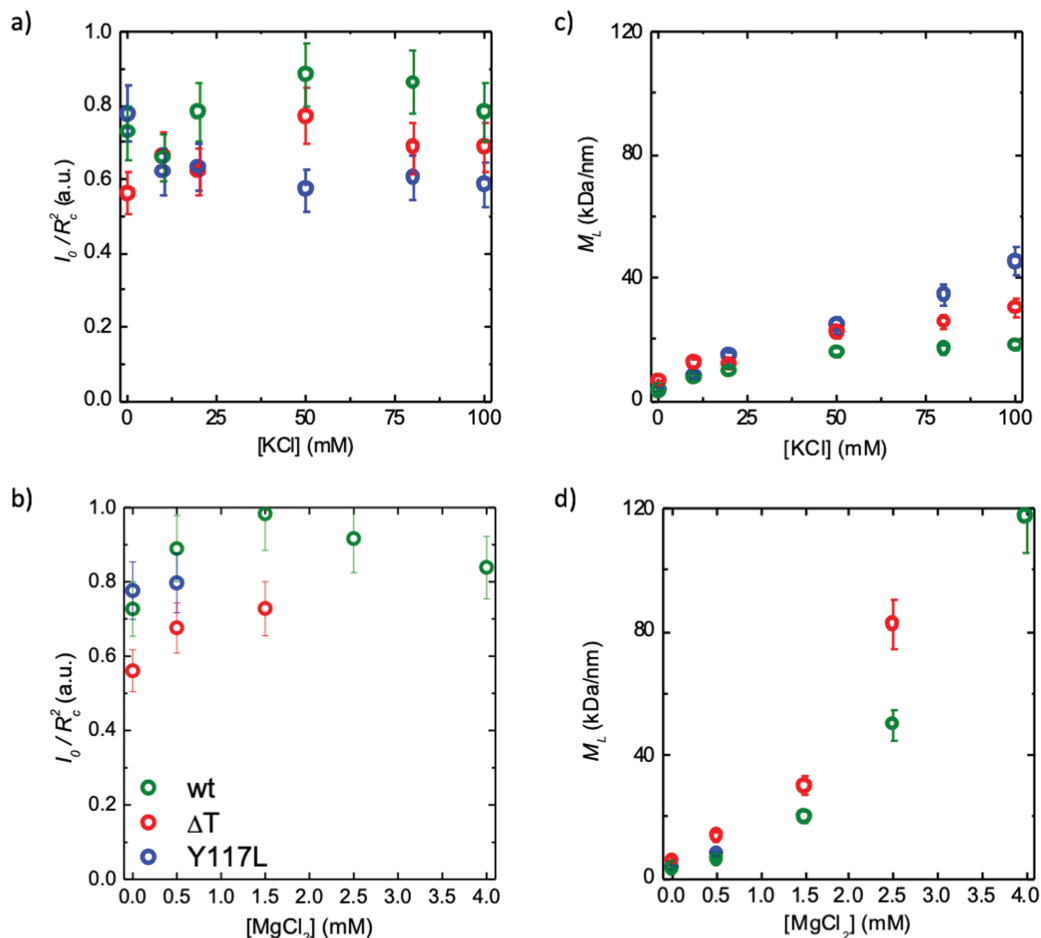 a)
1.0
0.8
0.6
0.4
0.2
0.0
I₀ / R²c (a.u.)
0 25 50 75 100
[KCl] (mM)
c)
120
80
40
0
M_L (kDa/nm)
0 25 50 75 100
[KCl] (mM)
b)
1.0
0.8
0.6
0.4
0.2
0.0
I₀ / R²c (a.u.)
wt
ΔT
Y117L
0.0 0.5 1.0 1.5 2.0 2.5 3.0 3.5 4.0
[MgCl₂] (mM)
d)
120
80
40
0
M_L (kDa/nm)
0.0 0.5 1.0 1.5 2.0 2.5 3.0 3.5 4.0
[MgCl₂] (mM)